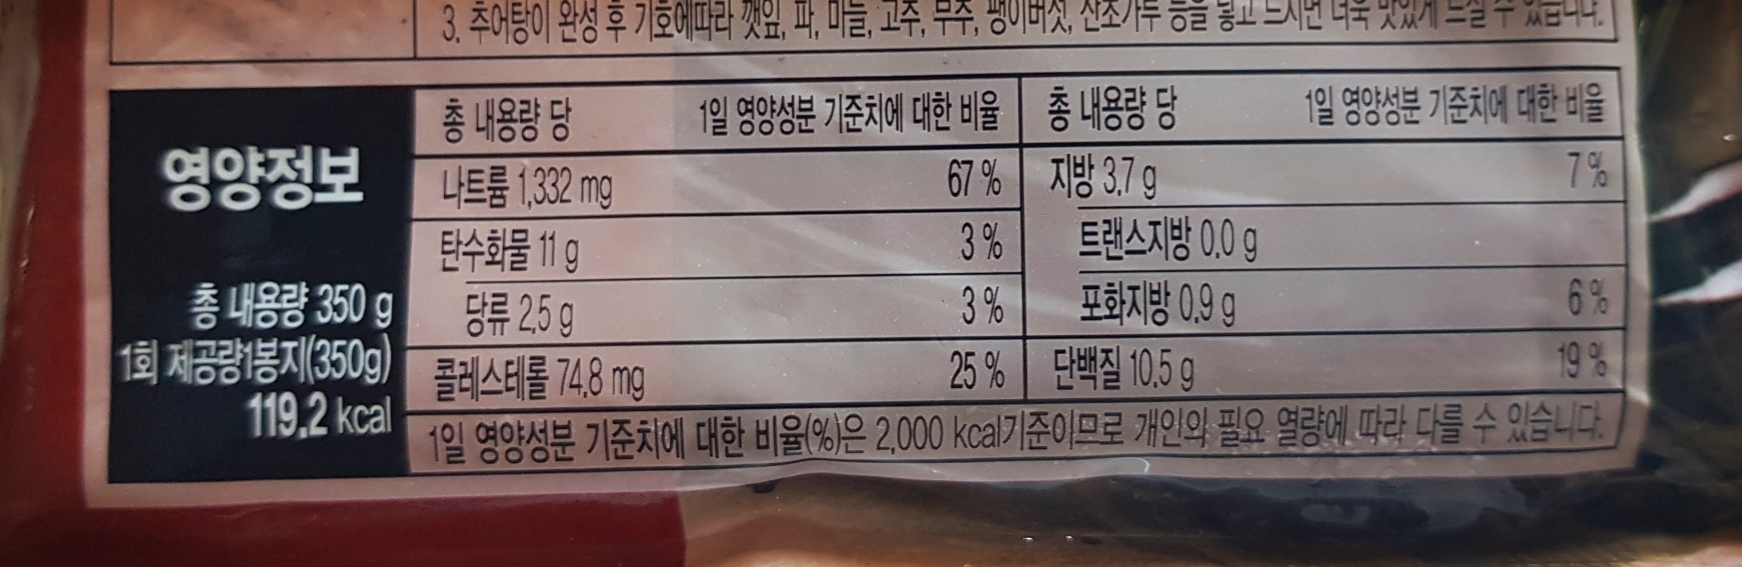 3. 추어탕이 완성 후 기호에따라 깻잎, 파, 마늘, 고추, 부추, 팽이버섯, 산초가루 등을 넣고 드시면 더욱 맛있게 드실 수 있습니다.
영양정보
총 내용량 350 g
1회 제공량1봉지(350g)
119.2 kcal
총 내용량 당 1일 영양성분 기준치에 대한 비율
나트륨 1,332 mg 67 %
탄수화물 11 g 3 %
당류 2.5 g 3 %
콜레스테롤 74.8 mg 25 %
총 내용량 당 1일 영양성분 기준치에 대한 비율
지방 3.7 g 7 %
트랜스지방 0.0 g
포화지방 0.9 g 6 %
단백질 10.5 g 19 %
1일 영양성분 기준치에 대한 비율(%)은 2,000 kcal기준이므로 개인의 필요 열량에 따라 다를 수 있습니다.